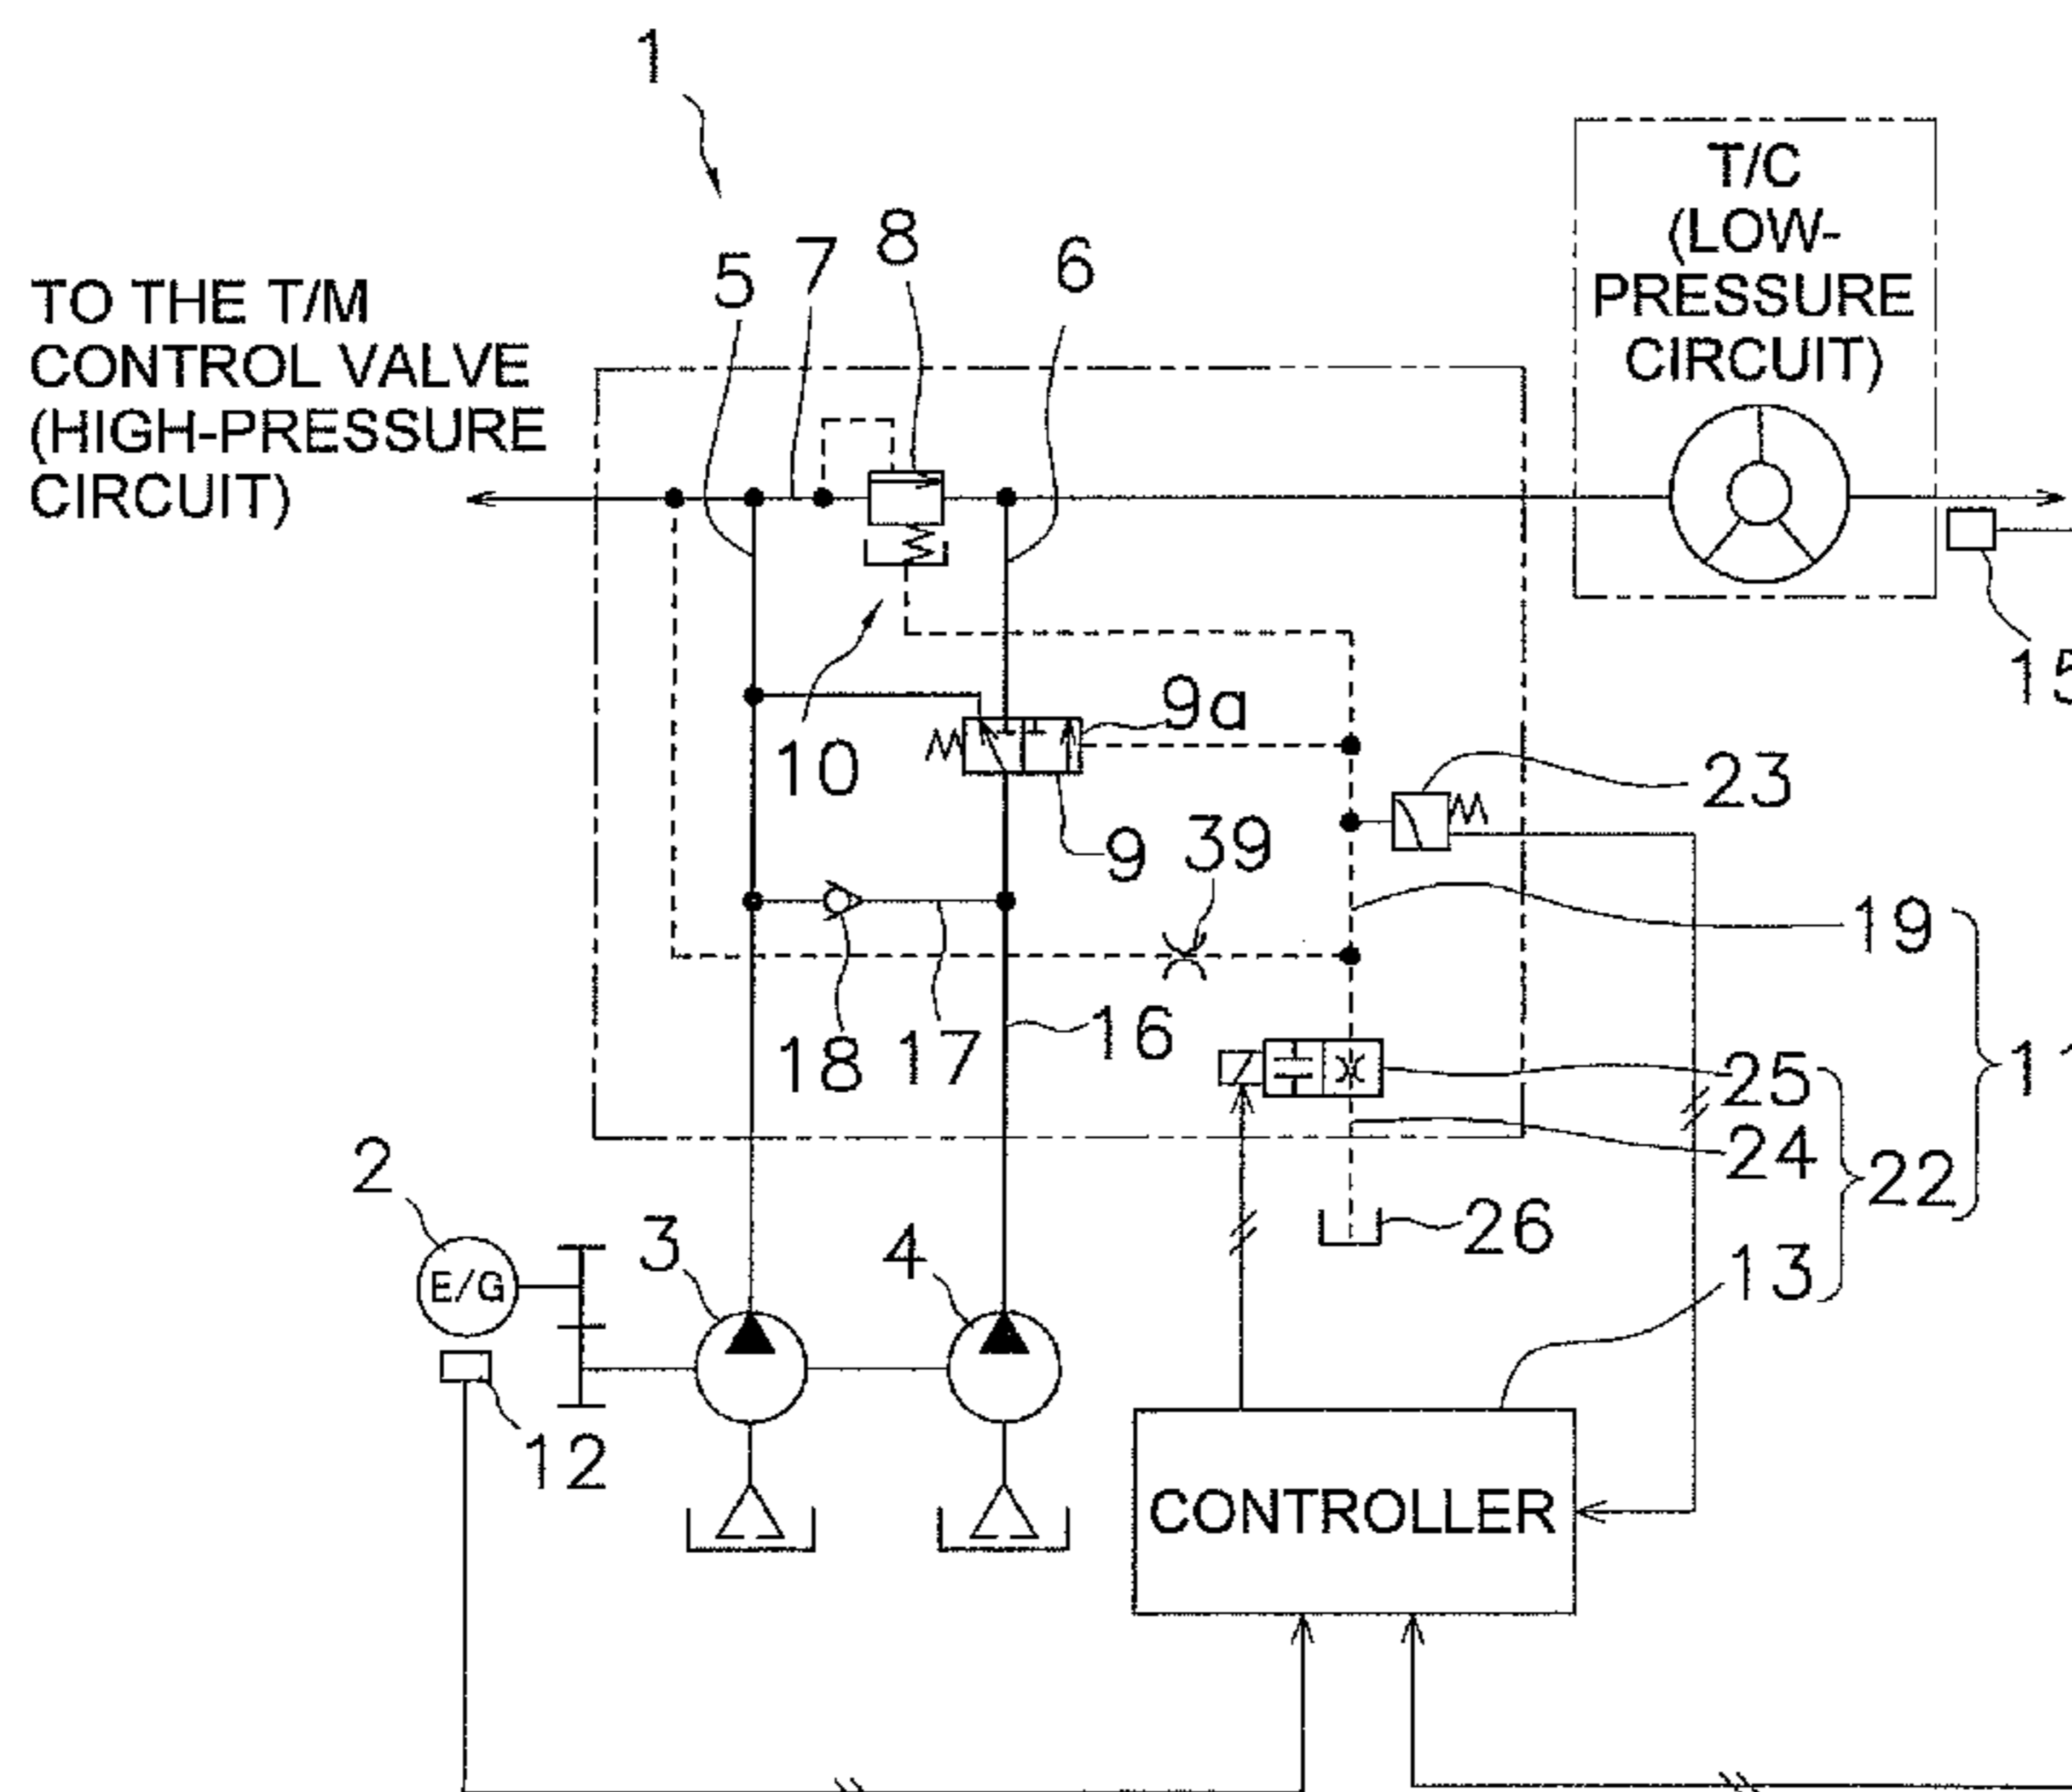 1
T/C
(LOW-
PRESSURE
CIRCUIT)
TO THE T/M
CONTROL VALVE
(HIGH-PRESSURE
CIRCUIT)
5
7
8
6
15
10
9a
23
9
39
19
18
17
16
25
11
24
22
2
3
4
26
13
E/G
12
CONTROLLER